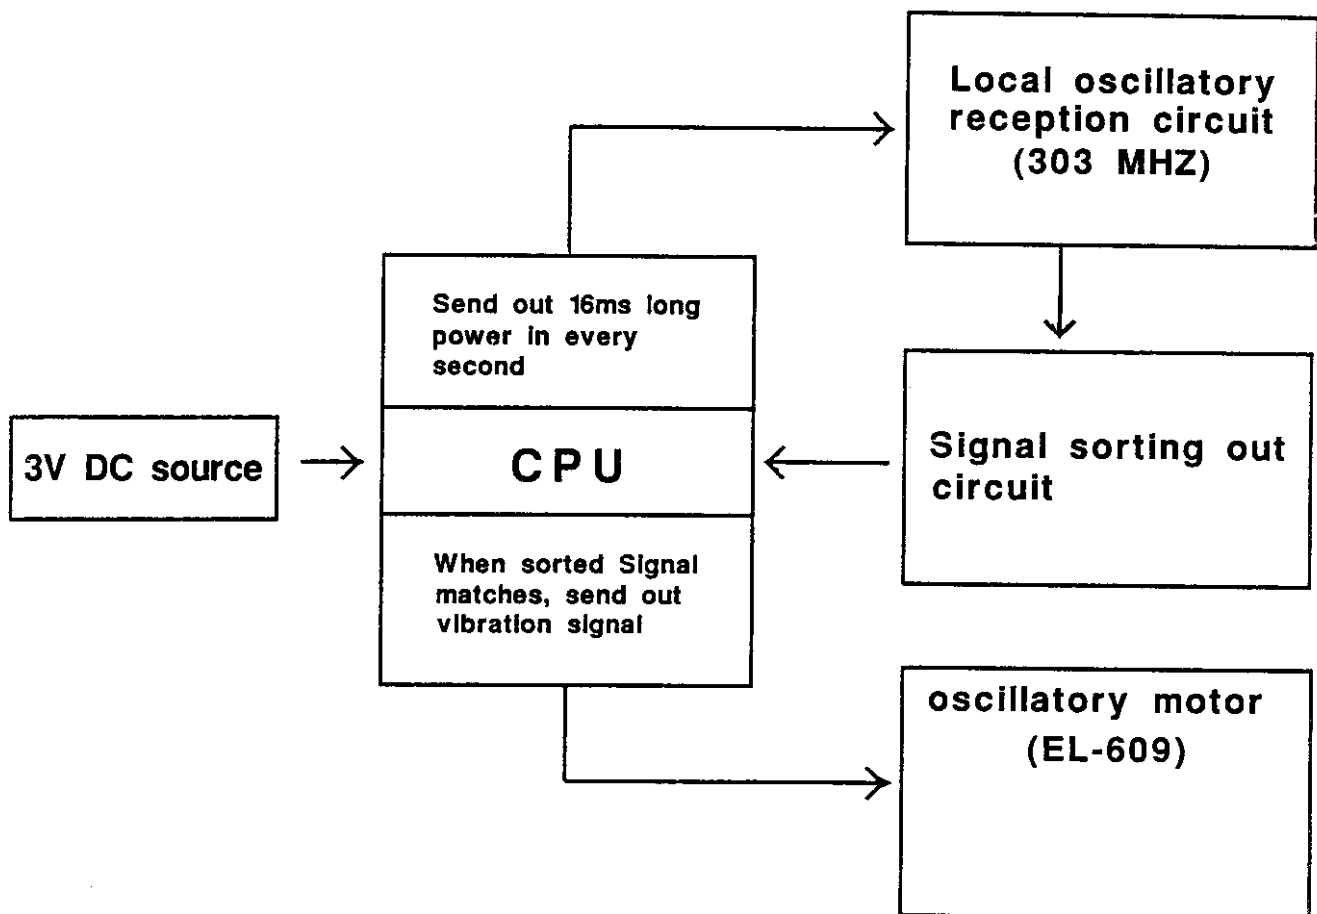 Local oscillatory
reception circuit
(303 MHZ)
Send out 16ms long
power in every
second
3V DC source
CPU
Signal sorting out
circuit
When sorted Signal
matches, send out
vibration signal
oscillatory motor
(EL-609)